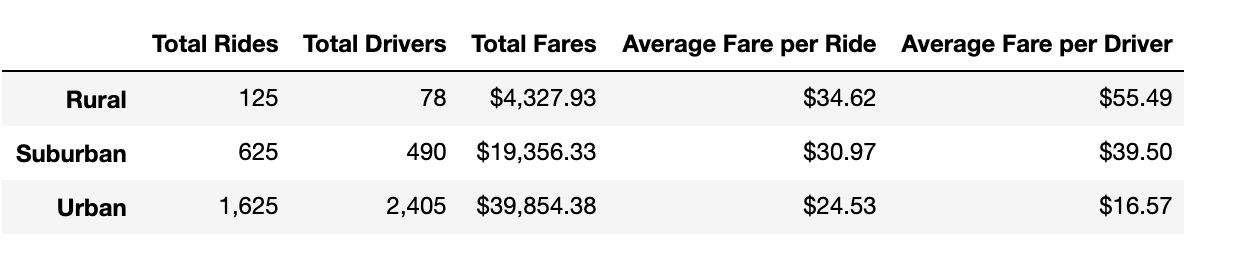 Total Rides Total Drivers Total Fares Average Fare per Ride Average Fare per Driver
Rural 125 78 $4,327.93 $34.62 $55.49
Suburban 625 490 $19,356.33 $30.97 $39.50
Urban 1,625 2,405 $39,854.38 $24.53 $16.57